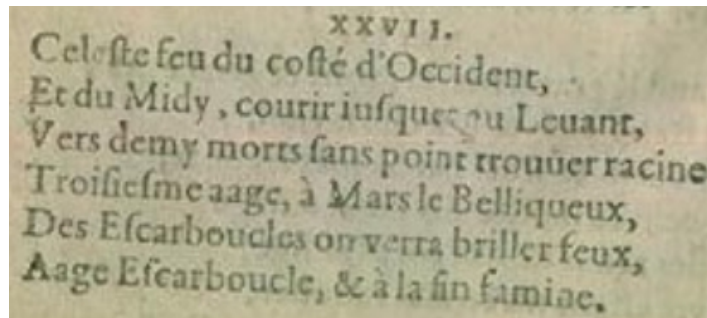 XXVII.
Celeſte feu du coſté d'Occident,
Et du Midy, courir iuſques au Leuant,
Vers demy morts ſans point trouuer racine
Troiſieſme aage, à Mars le Belliqueux,
Des Eſcarboucles on verra briller feux,
Aage Eſcarboucle, & à la fin famine.